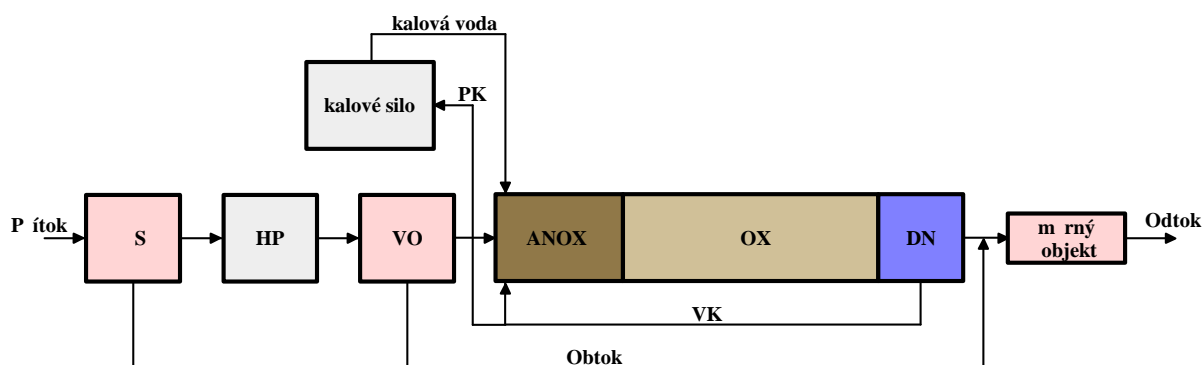 kalová voda
kalové silo
PK
P ítok
S
HP
VO
ANOX
OX
DN
m rný
objekt
Odtok
VK
Obtok